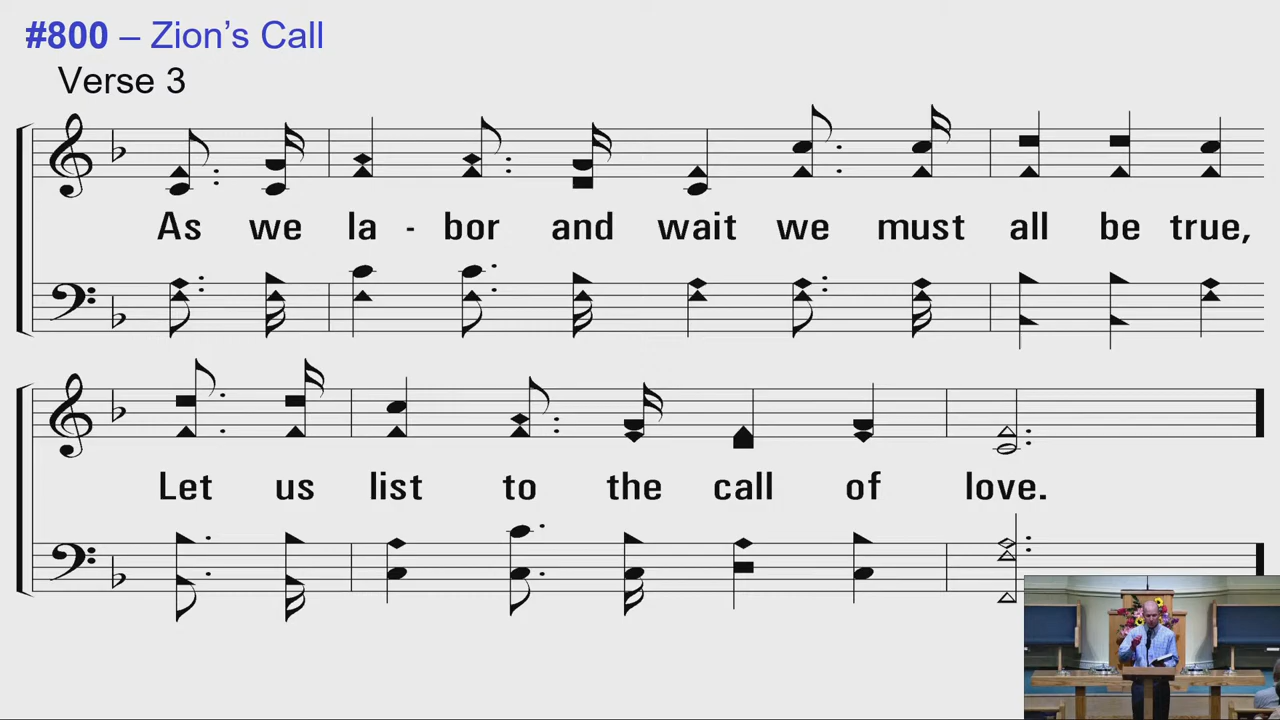 #800 – Zion’s Call
Verse 3
As we la - bor and wait we must all be true,
Let us list to the call of love.